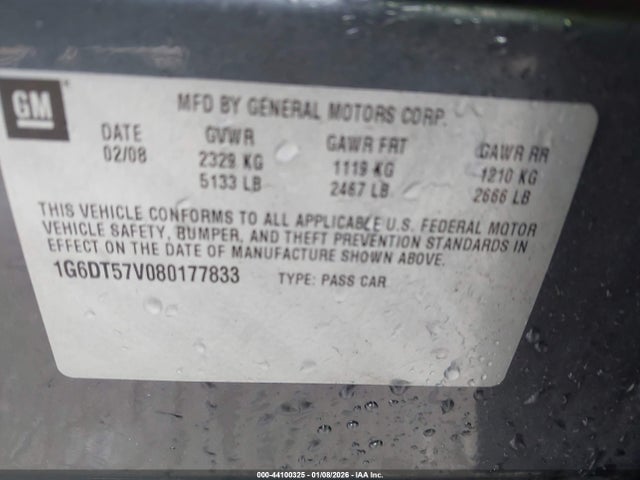 GM
MFD BY GENERAL MOTORS CORP.
DATE GVWR GAWR FRT GAWR RR
02/08 2329 KG 1119 KG 1210 KG
5133 LB 2467 LB 2666 LB
THIS VEHICLE CONFORMS TO ALL APPLICABLE U.S. FEDERAL MOTOR
VEHICLE SAFETY, BUMPER, AND THEFT PREVENTION STANDARDS IN
EFFECT ON THE DATE OF MANUFACTURE SHOWN ABOVE.
1G6DT57V080177833 TYPE: PASS CAR
000-44100325 - 01/08/2026 - IAA Inc.